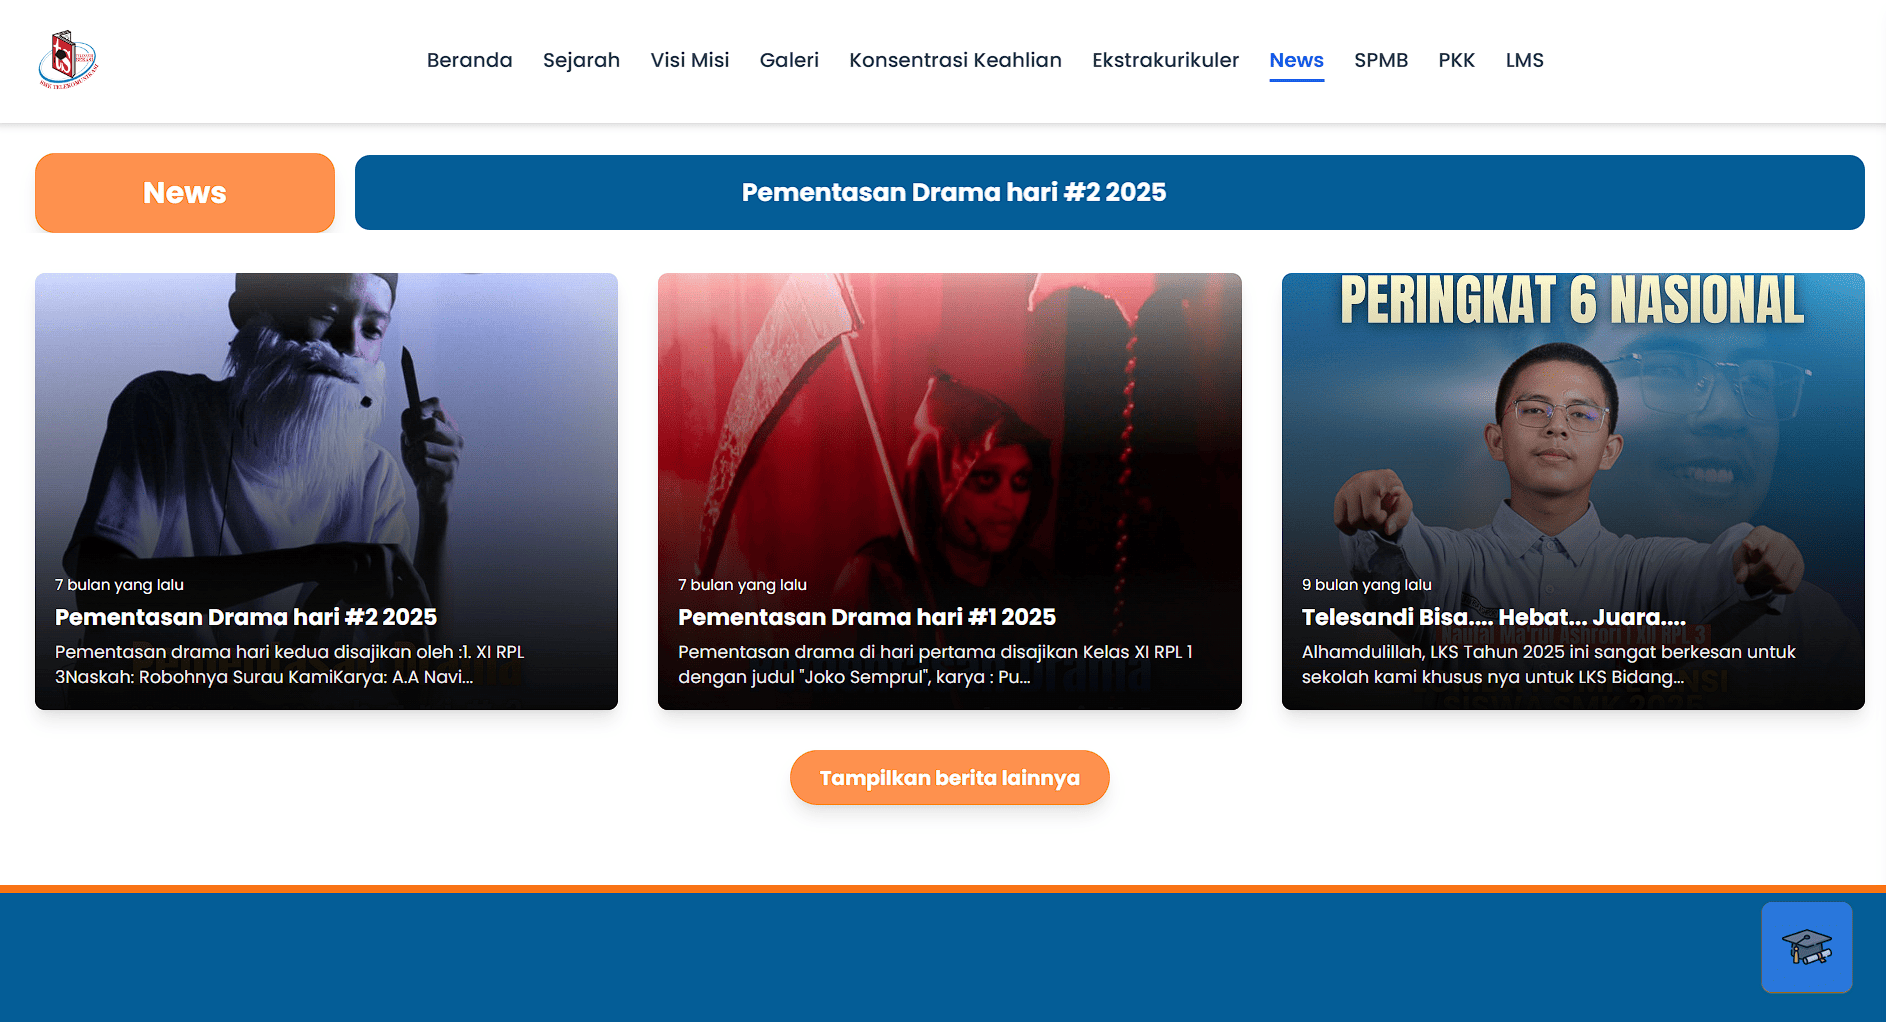 Beranda
Sejarah
Visi Misi
Galeri
Konsentrasi Keahlian
Ekstrakurikuler
News
SPMB
PKK
LMS
News
Pementasan Drama hari #2 2025
7 bulan yang lalu
Pementasan Drama hari #2 2025
Pementasan drama hari kedua disajikan oleh :1. XI RPL
3Naskah: Robohnya Surau KamiKarya: A.A Navi...
7 bulan yang lalu
Pementasan Drama hari #1 2025
Pementasan drama di hari pertama disajikan Kelas XI RPL 1
dengan judul "Joko Semprul", karya : Pu...
PERINGKAT 6 NASIONAL
9 bulan yang lalu
Telesandi Bisa.... Hebat... Juara....
Alhamdulillah, LKS Tahun 2025 ini sangat berkesan untuk
sekolah kami khusus nya untuk LKS Bidang...
Tampilkan berita lainnya